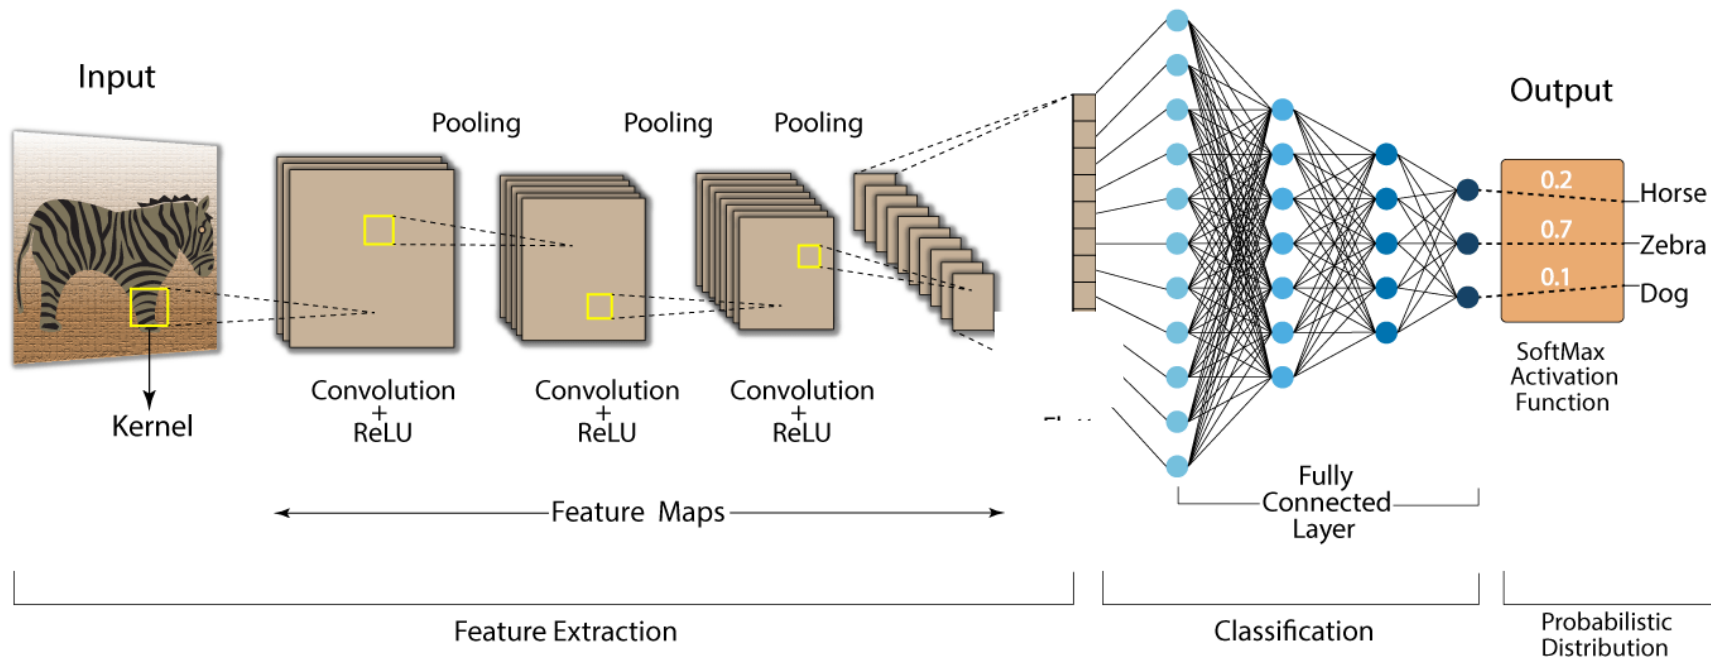 Input
Output
Pooling
Pooling
Pooling
0.2
Horse
0.7
Zebra
0.1
Dog
SoftMax
Activation
Function
Convolution
+
ReLU
Convolution
+
ReLU
Convolution
+
ReLU
Kernel
Fully
Connected
Layer
Feature Maps
Feature Extraction
Classification
Probabilistic
Distribution